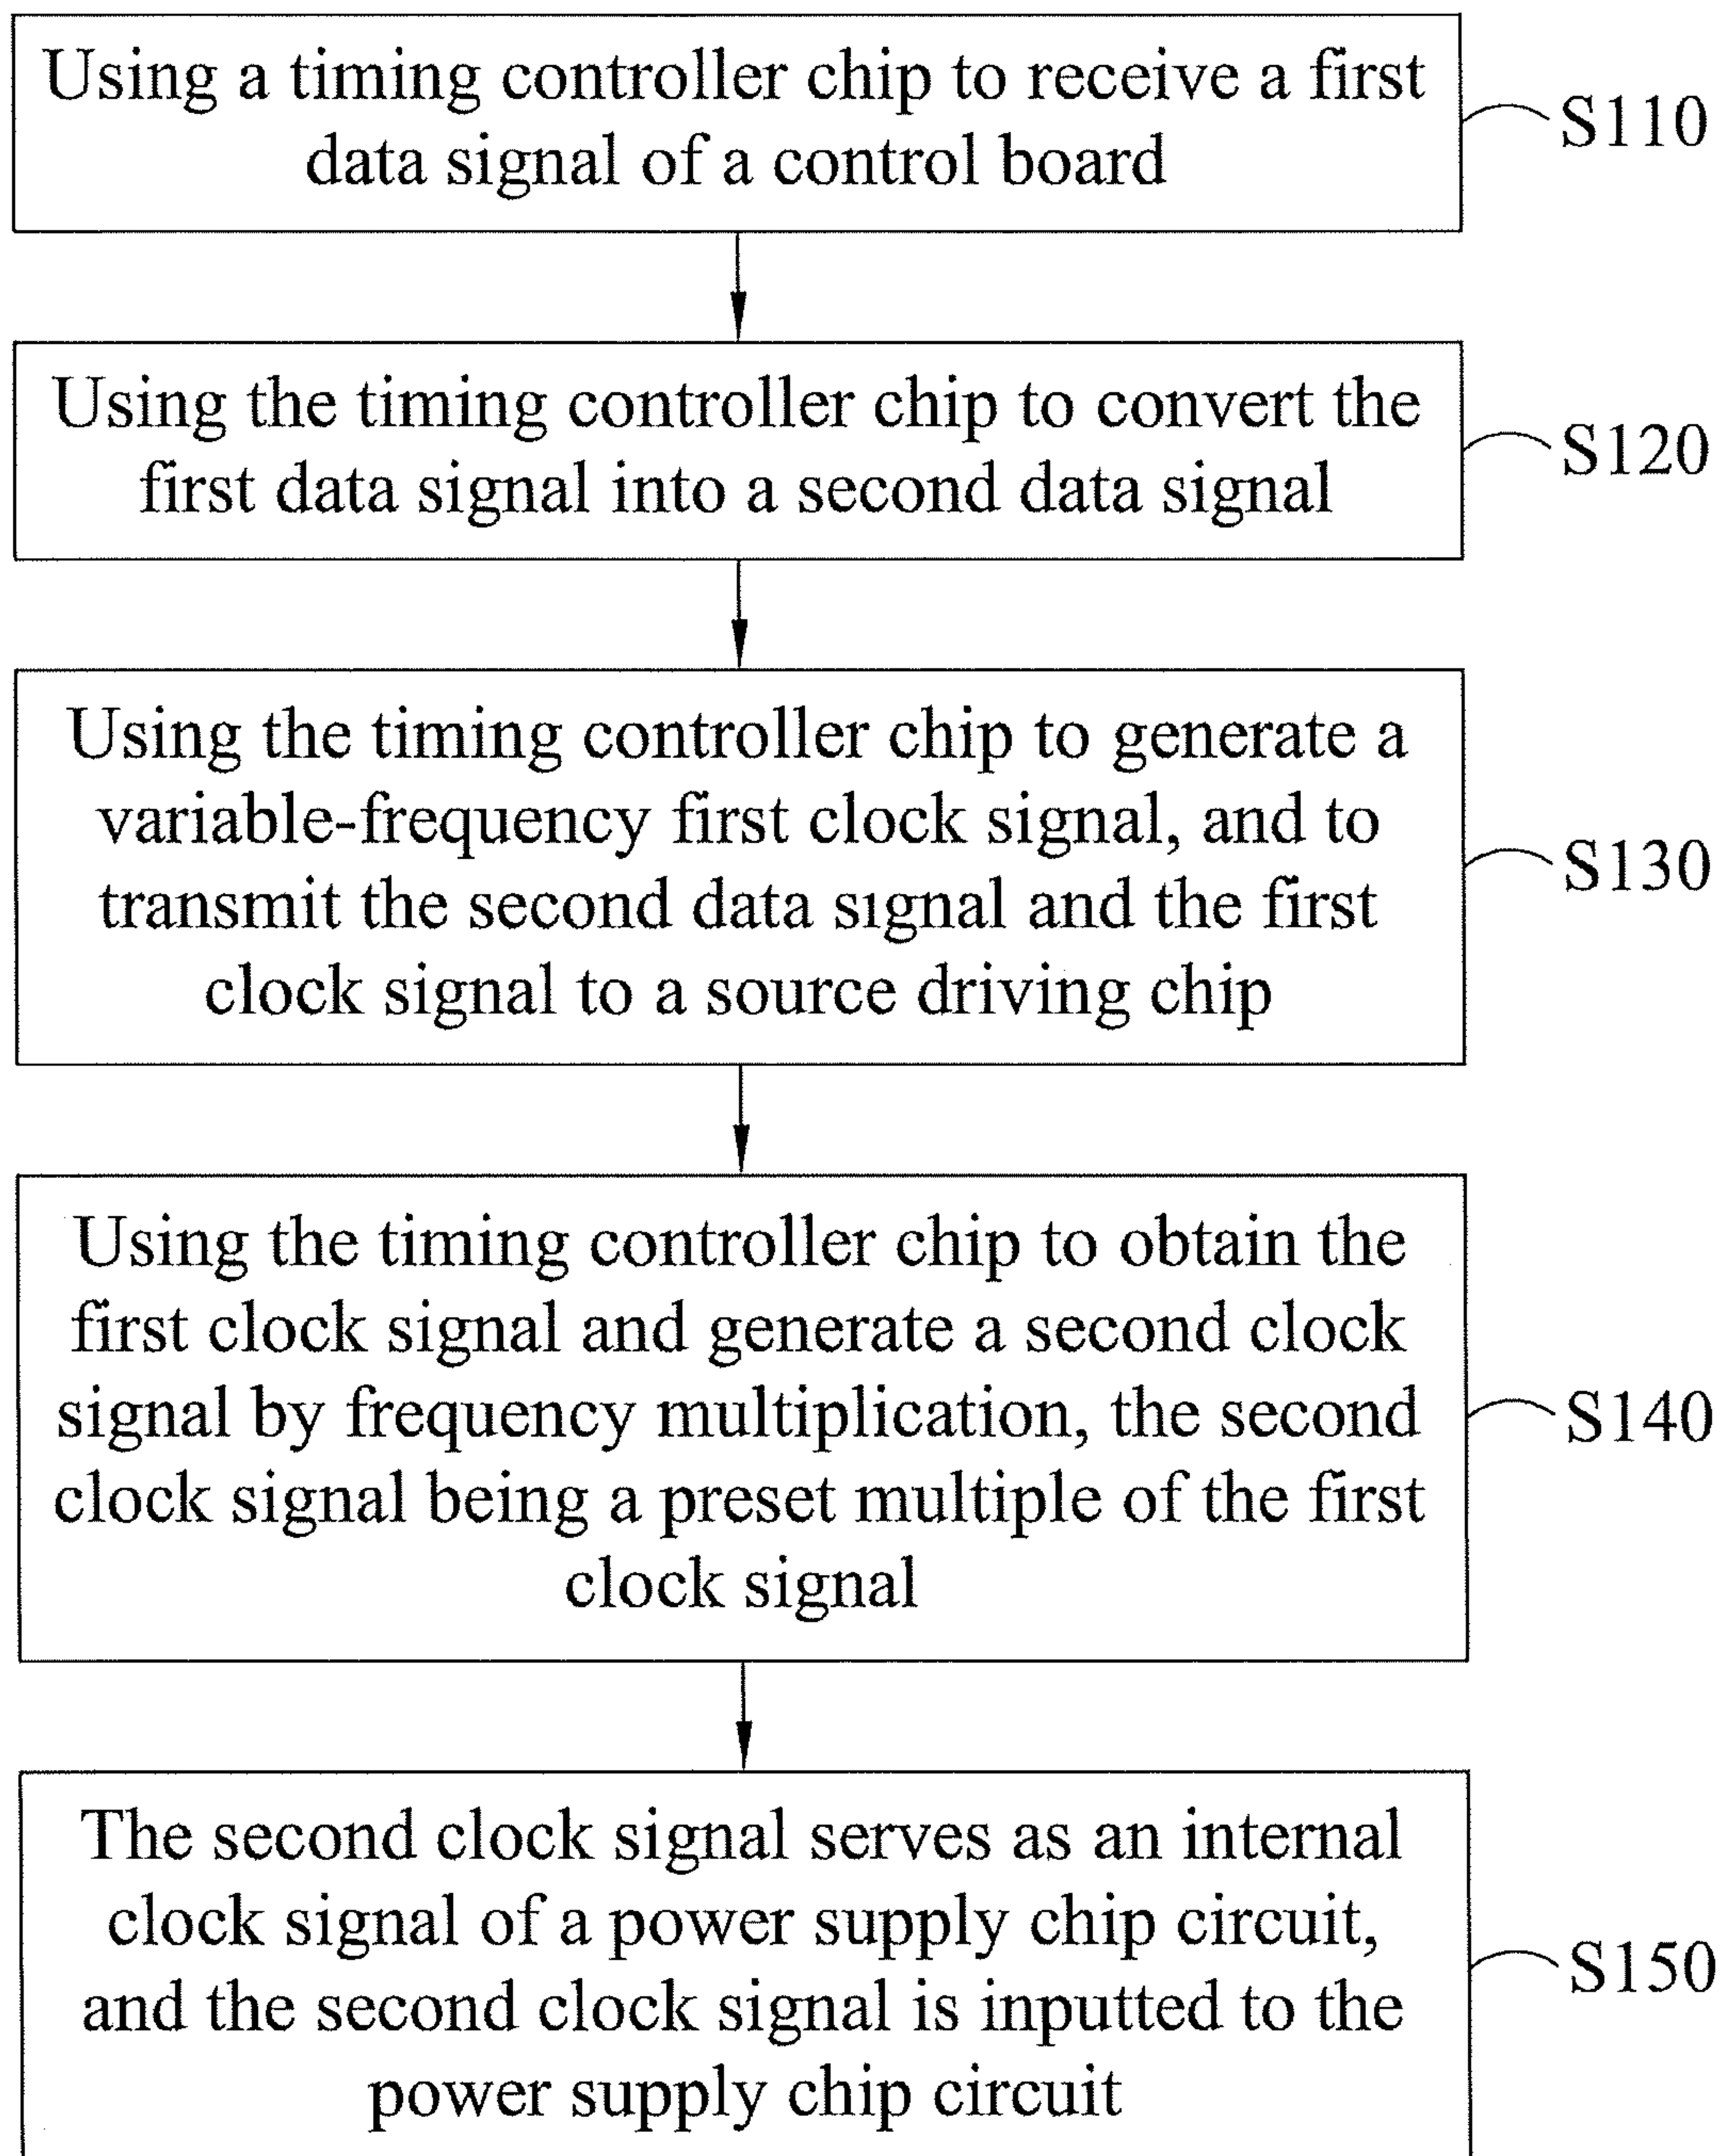 Using a timing controller chip to receive a first
data signal of a control board
S110
Using the timing controller chip to convert the
first data signal into a second data signal
S120
Using the timing controller chip to generate a
variable-frequency first clock signal, and to
transmit the second data signal and the first
clock signal to a source driving chip
S130
Using the timing controller chip to obtain the
first clock signal and generate a second clock
signal by frequency multiplication, the second
clock signal being a preset multiple of the first
clock signal
S140
The second clock signal serves as an internal
clock signal of a power supply chip circuit,
and the second clock signal is inputted to the
power supply chip circuit
S150